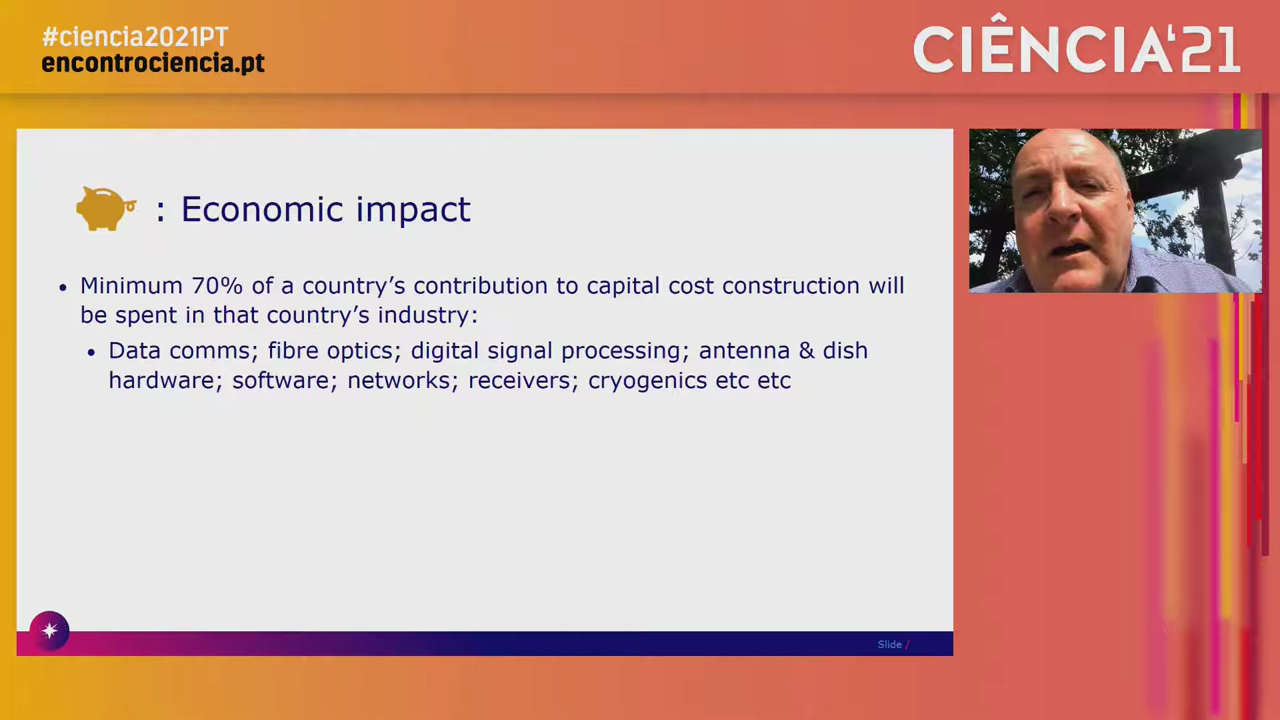 #ciencia2021PT
encontrociencia.pt
CIÊNCIA'21
: Economic impact
• Minimum 70% of a country’s contribution to capital cost construction will
be spent in that country’s industry:
• Data comms; fibre optics; digital signal processing; antenna & dish
hardware; software; networks; receivers; cryogenics etc etc
Slide /